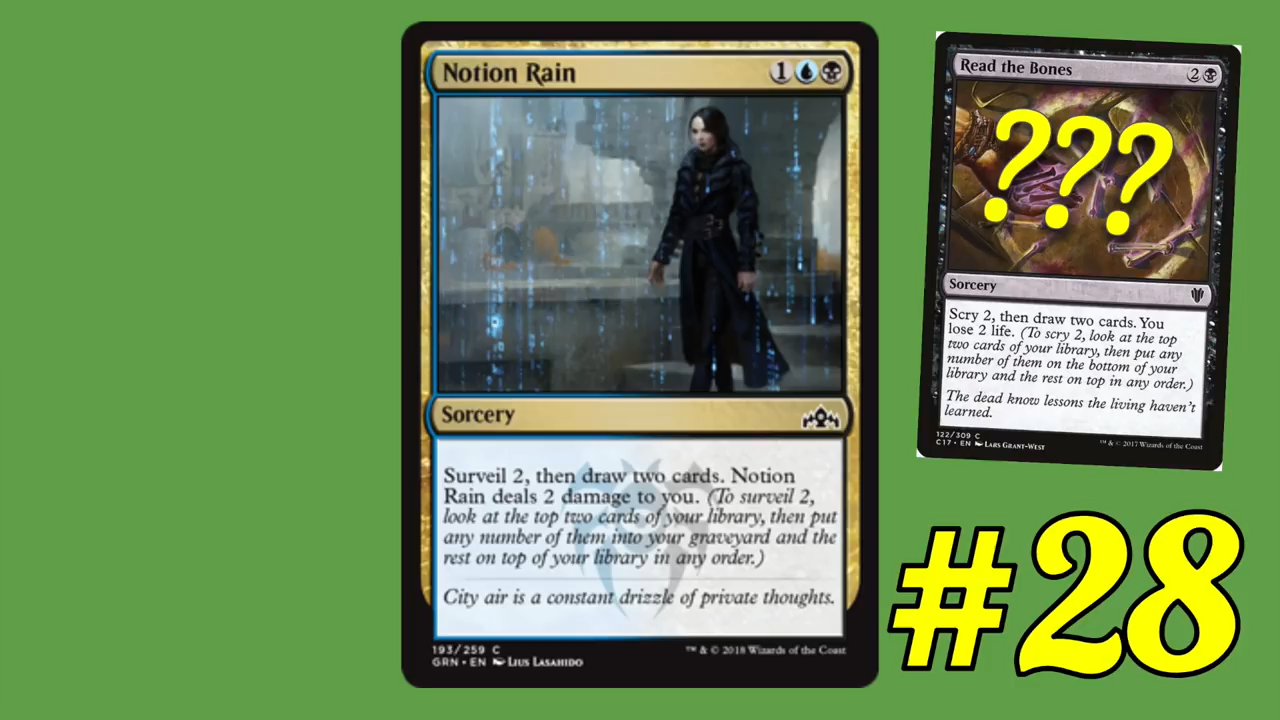 Notion Rain 1
Sorcery
Surveil 2, then draw two cards. Notion
Rain deals 2 damage to you. (To surveil 2,
look at the top two cards of your library, then put
any number of them into your graveyard and the
rest on top of your library in any order.)
City air is a constant drizzle of private thoughts.
193/259 C
GRN • EN Lius Lasahido
™ & © 2018 Wizards of the Coast
Read the Bones 2
???
Sorcery
Scry 2, then draw two cards. You
lose 2 life. (To scry 2, look at the top
two cards of your library, then put any
number of them on the bottom of your
library and the rest on top in any order.)
The dead know lessons the living haven't
learned.
122/309 C
C17 • EN Lars Grant-West
™ & © 2017 Wizards of the Coast
#28